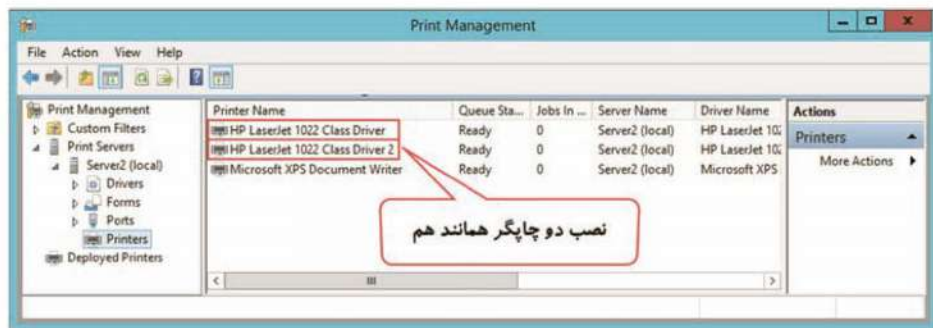 Print Management
File Action View Help
Print Management
Custom Filters
Print Servers
Server2 (local)
Drivers
Forms
Ports
Printers
Deployed Printers
Printer Name Queue Sta... Jobs In ... Server Name Driver Name
HP LaserJet 1022 Class Driver Ready 0 Server2 (local) HP LaserJet 102
HP LaserJet 1022 Class Driver 2 Ready 0 Server2 (local) HP LaserJet 102
Microsoft XPS Document Writer Ready 0 Server2 (local) Microsoft XPS
نصب دو چاپگر همانند هم
Actions
Printers
More Actions